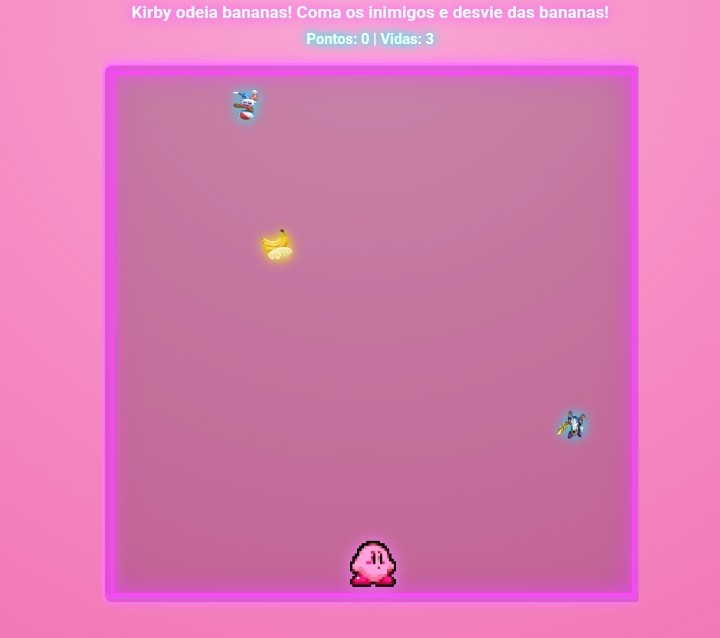 Kirby odeia bananas! Coma os inimigos e desvie das bananas!
Pontos: 0 | Vidas: 3